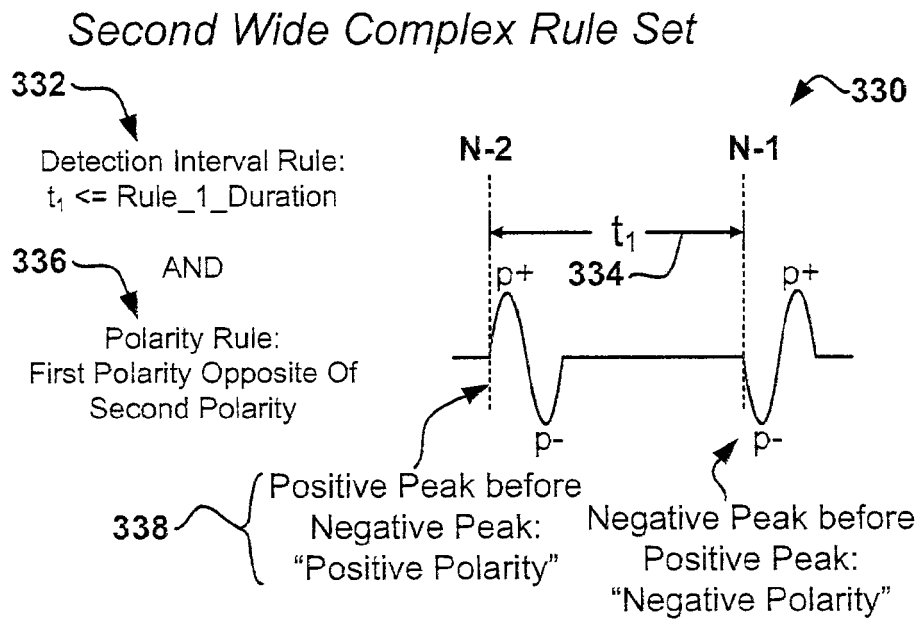 Second Wide Complex Rule Set
332
330
Detection Interval Rule:
t1 <= Rule_1_Duration
N-2
N-1
t1
334
336
AND
p+
p+
Polarity Rule:
First Polarity Opposite Of
Second Polarity
p-
p-
338
Positive Peak before
Negative Peak:
“Positive Polarity”
Negative Peak before
Positive Peak:
“Negative Polarity”